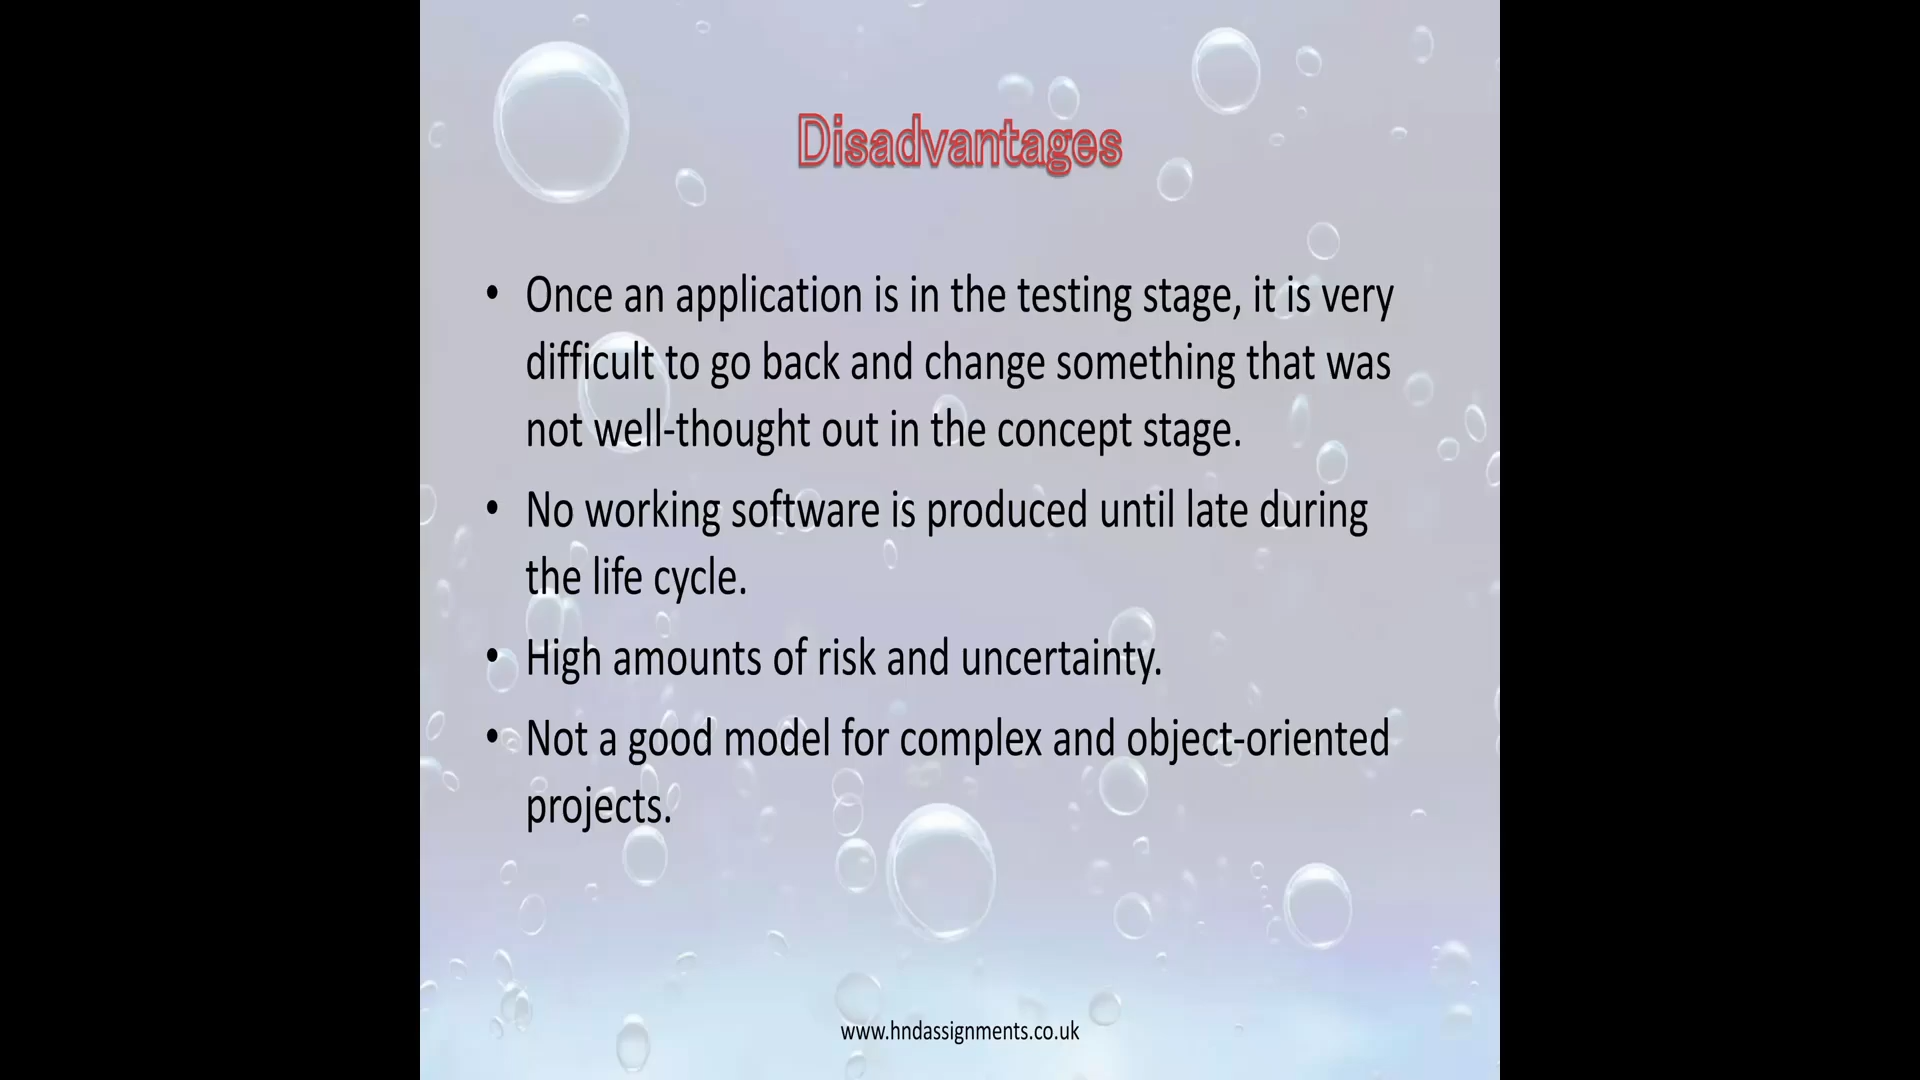 Disadvantages
• Once an application is in the testing stage, it is very
difficult to go back and change something that was
not well-thought out in the concept stage.
• No working software is produced until late during
the life cycle.
• High amounts of risk and uncertainty.
• Not a good model for complex and object-oriented
projects.
www.hndassignments.co.uk